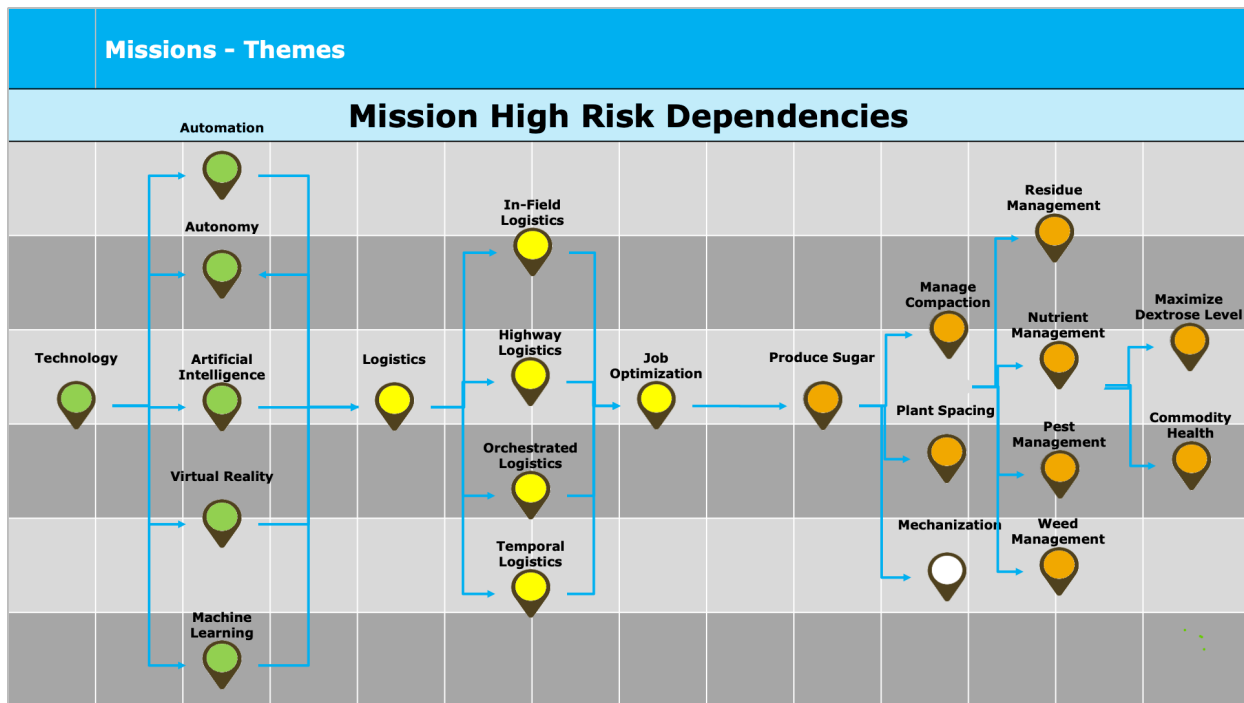 Missions - Themes
Mission High Risk Dependencies
Automation
Autonomy
Technology
Artificial
Intelligence
Virtual Reality
Machine
Learning
Logistics
In-Field
Logistics
Highway
Logistics
Orchestrated
Logistics
Temporal
Logistics
Job
Optimization
Produce Sugar
Manage
Compaction
Plant Spacing
Mechanization
Residue
Management
Nutrient
Management
Pest
Management
Weed
Management
Maximize
Dextrose Level
Commodity
Health